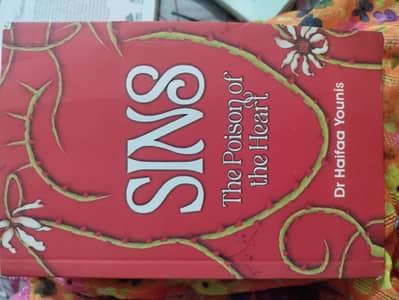 SINS
The Poison of
the Heart
Dr Haifaa Younis